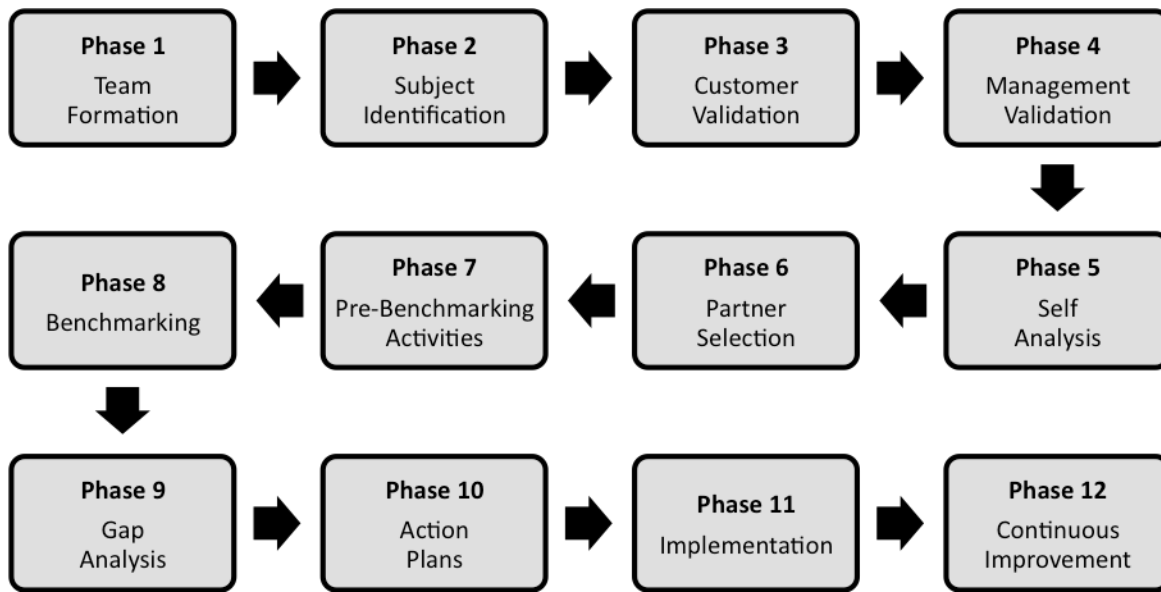 Phase 1
Team
Formation
Phase 2
Subject
Identification
Phase 3
Customer
Validation
Phase 4
Management
Validation
Phase 5
Self
Analysis
Phase 6
Partner
Selection
Phase 7
Pre-Benchmarking
Activities
Phase 8
Benchmarking
Phase 9
Gap
Analysis
Phase 10
Action
Plans
Phase 11
Implementation
Phase 12
Continuous
Improvement